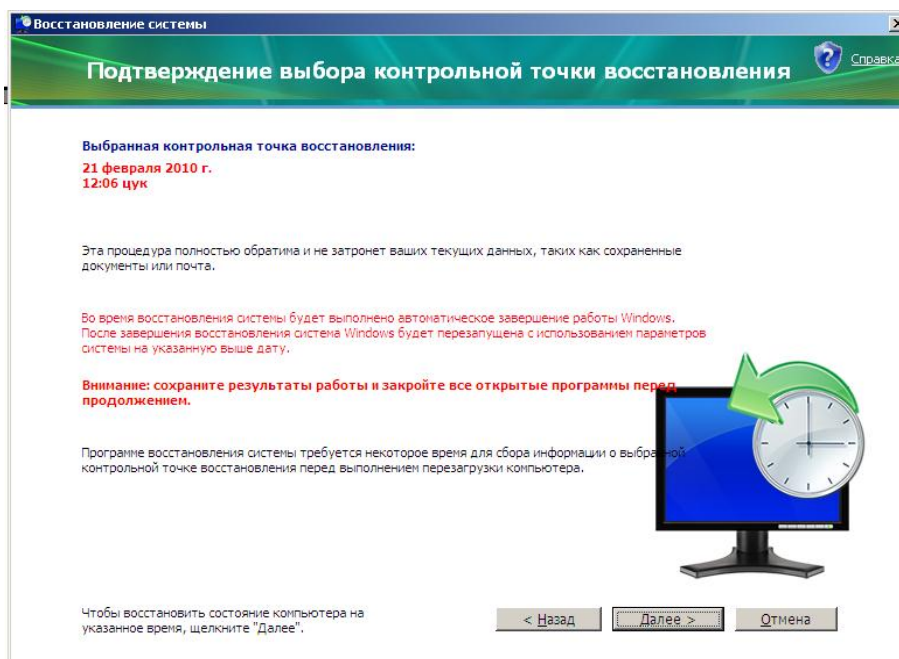 Восстановление системы
Подтверждение выбора контрольной точки восстановления
Справка
Выбранная контрольная точка восстановления:
21 февраля 2010 г.
12:06 цук
Эта процедура полностью обратима и не затронет ваших текущих данных, таких как сохраненные
документы или почта.
Во время восстановления системы будет выполнено автоматическое завершение работы Windows.
После завершения восстановления система Windows будет перезапущена с использованием параметров
системы на указанную выше дату.
Внимание: сохраните результаты работы и закройте все открытые программы перед
продолжением.
Программе восстановления системы требуется некоторое время для сбора информации о выбранной
контрольной точке восстановления перед выполнением перезагрузки компьютера.
Чтобы восстановить состояние компьютера на
указанное время, щелкните "Далее".
< Назад
Далее >
Отмена